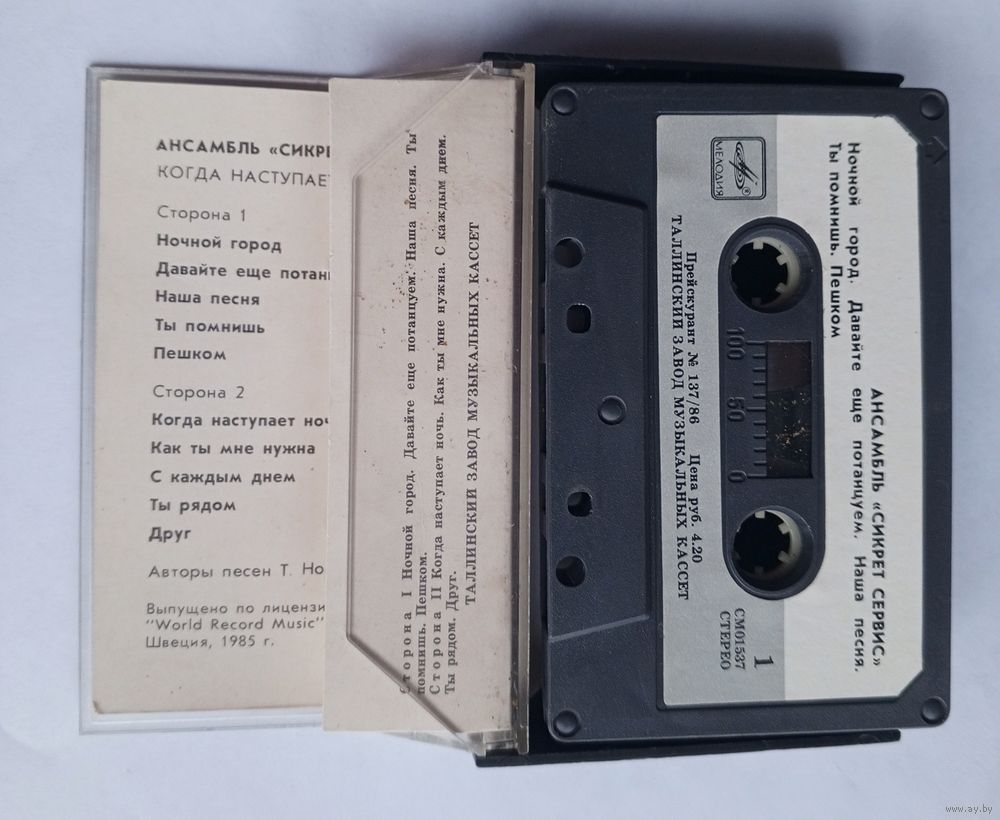 АНСАМБЛЬ «СИКРЕ
КОГДА НАСТУПАЕТ
Сторона 1
Ночной город
Давайте еще потан
Наша песня
Ты помнишь
Пешком
Сторона 2
Когда наступает ноч
Как ты мне нужна
С каждым днем
Ты рядом
Друг
Авторы песен Т. Но
Выпущено по лицензи
"World Record Music"
Швеция, 1985 г.
Сторона I Ночной город. Давайте еще потанцуем. Наша песня. Ты
помнишь. Пешком.
Сторона II Когда наступает ночь. Как ты мне нужна. С каждым днем.
Ты рядом. Друг.
ТАЛЛИНСКИЙ ЗАВОД МУЗЫКАЛЬНЫХ КАССЕТ
АНСАМБЛЬ «СИКРЕТ СЕРВИС»
Ночной город. Давайте еще потанцуем. Наша песня.
Ты помнишь. Пешком
МЕЛОДИЯ
®
100 50 0
1
СМ01537
СТЕРЕО
Прейскурант № 137/86 Цена руб. 4.20
ТАЛЛИНСКИЙ ЗАВОД МУЗЫКАЛЬНЫХ КАССЕТ
www.ay.by